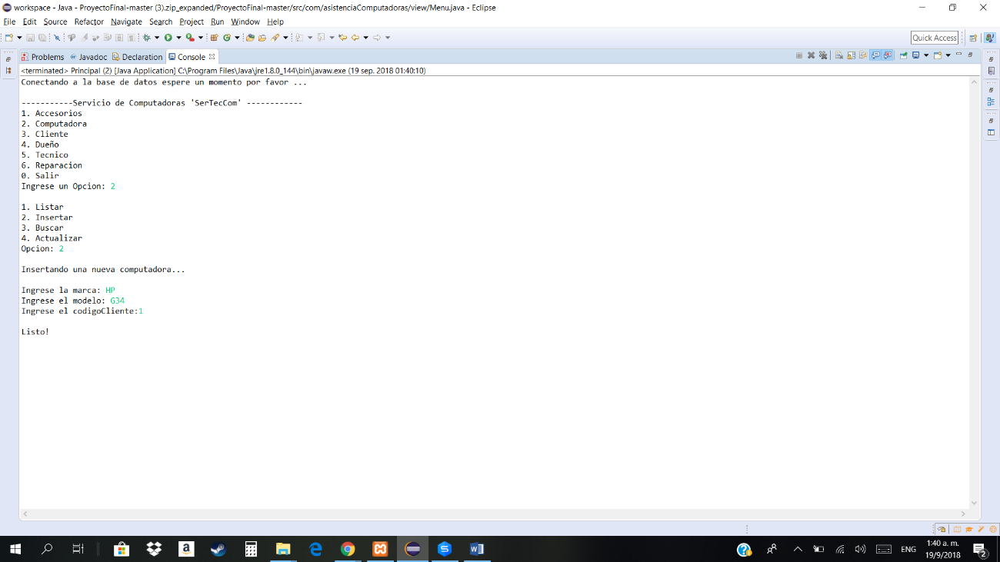 workspace - Java - ProyectoFinal-master (3).zip_expanded/ProyectoFinal-master/src/com/asistenciaComputadoras/view/Menu.java - Eclipse
File Edit Source Refactor Navigate Search Project Run Window Help
Quick Access
Problems Javadoc Declaration Console
<terminated> Principal (2) [Java Application] C:\Program Files\Java\jre1.8.0_144\bin\javaw.exe (19 sep. 2018 01:40:10)
Conectando a la base de datos espere un momento por favor ...
-----------Servicio de Computadoras 'SerTecCom' ------------
1. Accesorios
2. Computadora
3. Cliente
4. Dueño
5. Tecnico
6. Reparacion
0. Salir
Ingrese un Opcion: 2
1. Listar
2. Insertar
3. Buscar
4. Actualizar
Opcion: 2
Insertando una nueva computadora...
Ingrese la marca: HP
Ingrese el modelo: G34
Ingrese el codigoCliente:1
Listo!
ENG
1:40 a. m.
19/9/2018
2